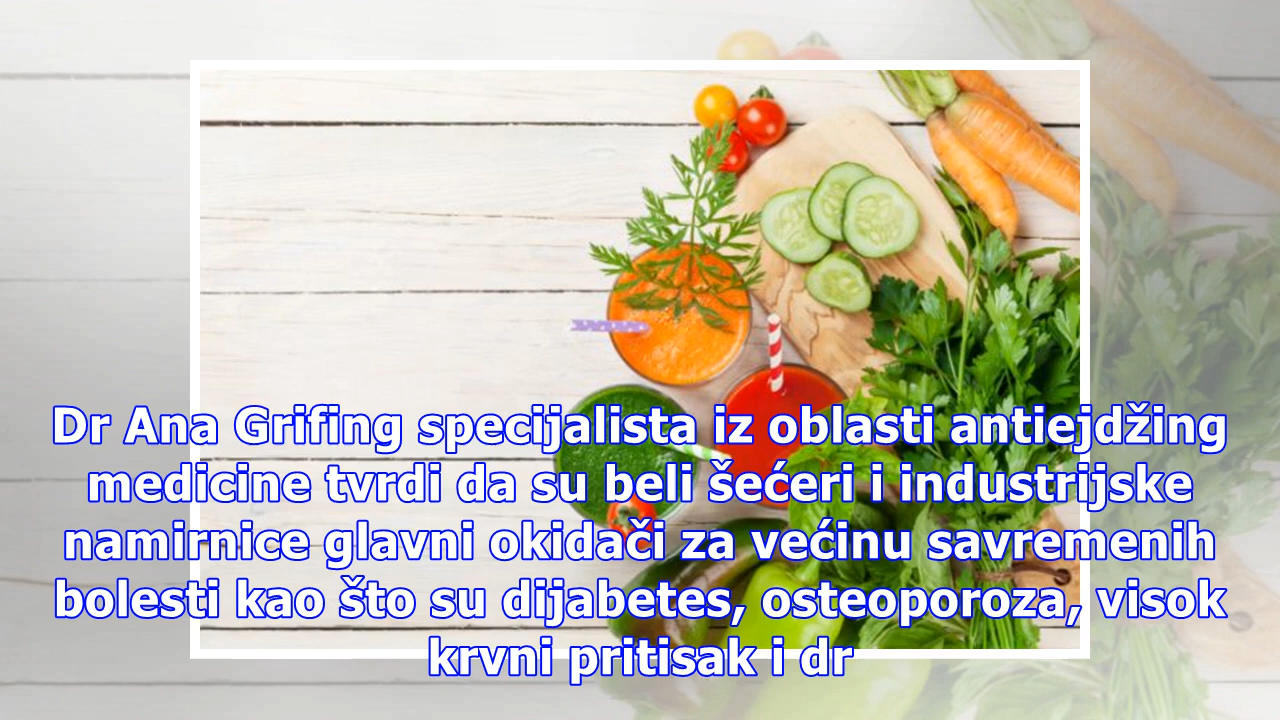 Dr Ana Grifing specijalista iz oblasti antiejdžing
medicine tvrdi da su beli šećeri i industrijske
namirnice glavni okidači za većinu savremenih
bolesti kao što su dijabetes, osteoporoza, visok
krvni pritisak i dr